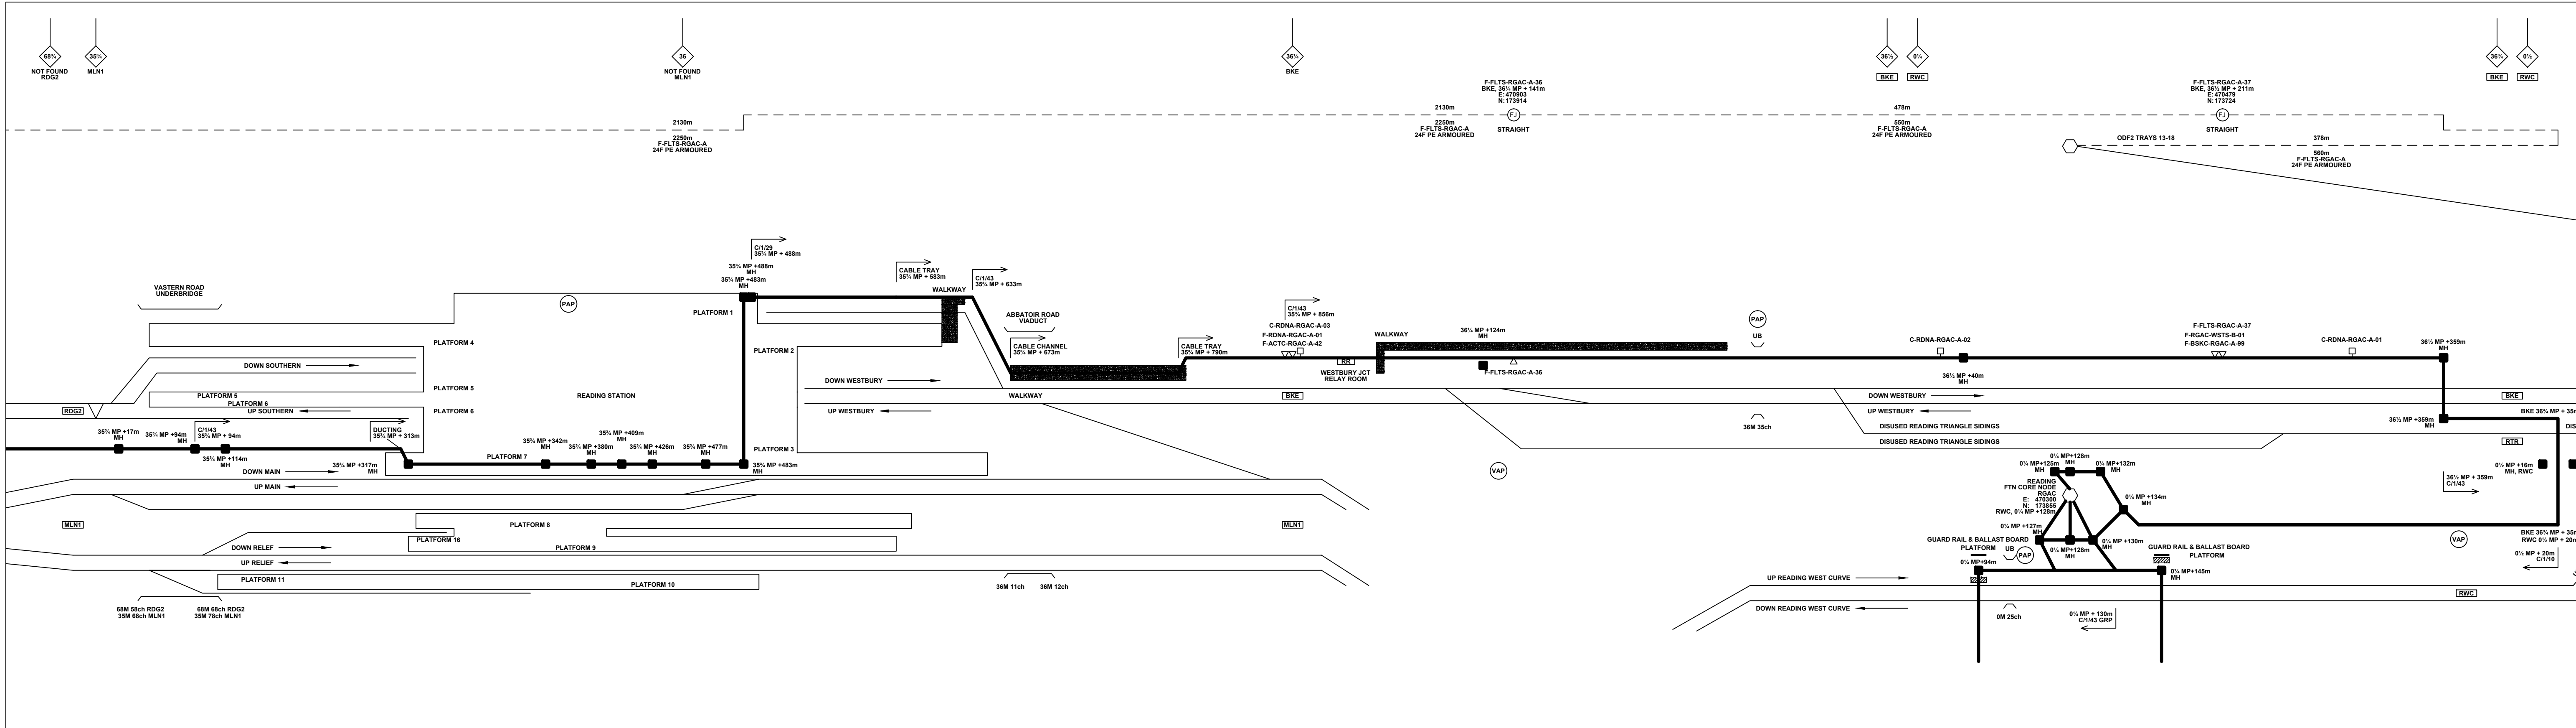 68¾
NOT FOUND
RDG2
35¾
MLN1
36
NOT FOUND
MLN1
36¼
BKE
36½
BKE
0¼
RWC
36¾
BKE
0½
RWC
2130m
2250m
F-FLTS-RGAC-A
24F PE ARMOURED
2130m
2250m
F-FLTS-RGAC-A
24F PE ARMOURED
F-FLTS-RGAC-A-36
BKE, 36¼ MP + 141m
E: 470903
N: 173914
FJ
STRAIGHT
478m
550m
F-FLTS-RGAC-A
24F PE ARMOURED
F-FLTS-RGAC-A-37
BKE, 36½ MP + 211m
E: 470479
N: 173724
FJ
STRAIGHT
ODF2 TRAYS 13-18
378m
560m
F-FLTS-RGAC-A
24F PE ARMOURED
VASTERN ROAD
UNDERBRIDGE
PAP
C/1/29
35¾ MP + 488m
35¾ MP +488m
MH
35¾ MP +483m
MH
CABLE TRAY
35¾ MP + 583m
C/1/43
35¾ MP + 633m
WALKWAY
PLATFORM 1
ABBATOIR ROAD
VIADUCT
CABLE CHANNEL
35¾ MP + 673m
CABLE TRAY
35¾ MP + 790m
C/1/43
35¾ MP + 856m
C-RDNA-RGAC-A-03
F-RDNA-RGAC-A-01
F-ACTC-RGAC-A-42
RR
WESTBURY JCT
RELAY ROOM
WALKWAY
36¼ MP +124m
MH
F-FLTS-RGAC-A-36
PAP
UB
C-RDNA-RGAC-A-02
36½ MP +40m
MH
F-FLTS-RGAC-A-37
F-RGAC-WSTS-B-01
F-BSKC-RGAC-A-99
C-RDNA-RGAC-A-01
36½ MP +359m
MH
PLATFORM 4
PLATFORM 2
DOWN SOUTHERN
PLATFORM 5
PLATFORM 5
PLATFORM 6
READING STATION
DOWN WESTBURY
WALKWAY
BKE
DOWN WESTBURY
BKE
RDG2
UP SOUTHERN
PLATFORM 6
UP WESTBURY
UP WESTBURY
36M 35ch
DISUSED READING TRIANGLE SIDINGS
DISUSED READING TRIANGLE SIDINGS
36½ MP +359m
MH
BKE 36¾ MP + 35m
RTR
35¾ MP +17m
MH
35¾ MP +94m
MH
C/1/43
35¾ MP + 94m
35¾ MP +114m
MH
DUCTING
35¾ MP + 313m
35¾ MP +317m
MH
PLATFORM 7
35¾ MP +342m
MH
35¾ MP +380m
MH
35¾ MP +409m
MH
35¾ MP +426m
MH
35¾ MP +477m
MH
PLATFORM 3
35¾ MP +483m
MH
DOWN MAIN
UP MAIN
VAP
MLN1
PLATFORM 8
PLATFORM 16
PLATFORM 9
DOWN RELEF
UP RELIEF
PLATFORM 11
PLATFORM 10
MLN1
68M 58ch RDG2
35M 68ch MLN1
68M 68ch RDG2
35M 78ch MLN1
36M 11ch
36M 12ch
0¼ MP+125m
MH
0¼ MP+128m
MH
0¼ MP+132m
MH
READING
FTN CORE NODE
RGAC
E: 470300
N: 173855
RWC, 0¼ MP +128m
0¼ MP +134m
MH
0¼ MP +127m
MH
GUARD RAIL & BALLAST BOARD
PLATFORM
UB
PAP
0¼ MP+94m
0¼ MP+128m
MH
0¼ MP +130m
MH
GUARD RAIL & BALLAST BOARD
PLATFORM
0¼ MP+145m
MH
UP READING WEST CURVE
DOWN READING WEST CURVE
0M 25ch
0¼ MP + 130m
C/1/43 GRP
36½ MP + 359m
C/1/43
0½ MP +16m
MH, RWC
VAP
BKE 36¾ MP + 35m
RWC 0½ MP + 20m
0½ MP + 20m
C/1/10
RWC